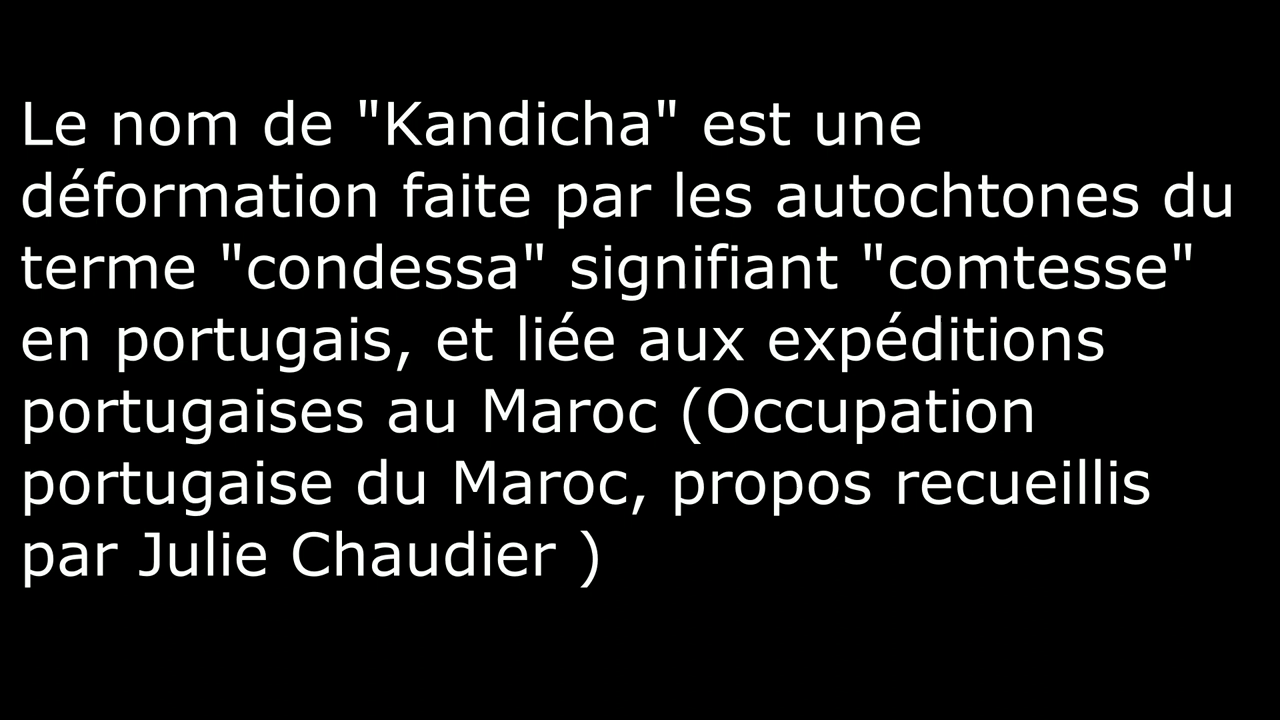 Le nom de "Kandicha" est une
déformation faite par les autochtones du
terme "condessa" signifiant "comtesse"
en portugais, et liée aux expéditions
portugaises au Maroc (Occupation
portugaise du Maroc, propos recueillis
par Julie Chaudier )